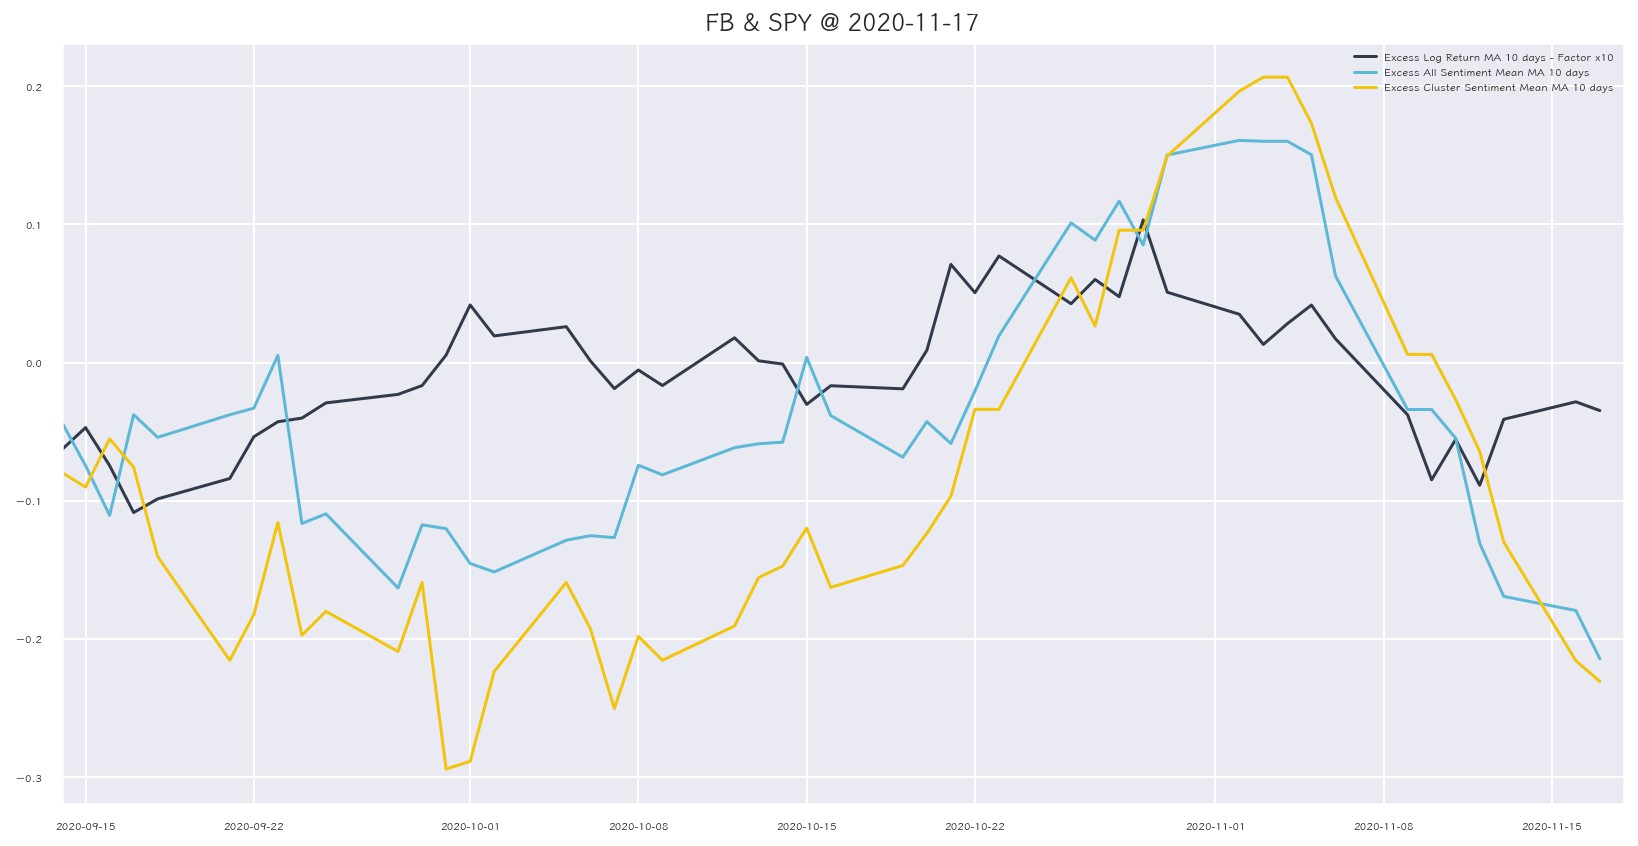 FB & SPY @ 2020-11-17
Excess Log Return MA 10 days - Factor x10
Excess All Sentiment Mean MA 10 days
Excess Cluster Sentiment Mean MA 10 days
0.2
0.1
0.0
−0.1
−0.2
−0.3
2020-09-15 2020-09-22 2020-10-01 2020-10-08 2020-10-15 2020-10-22 2020-11-01 2020-11-08 2020-11-15